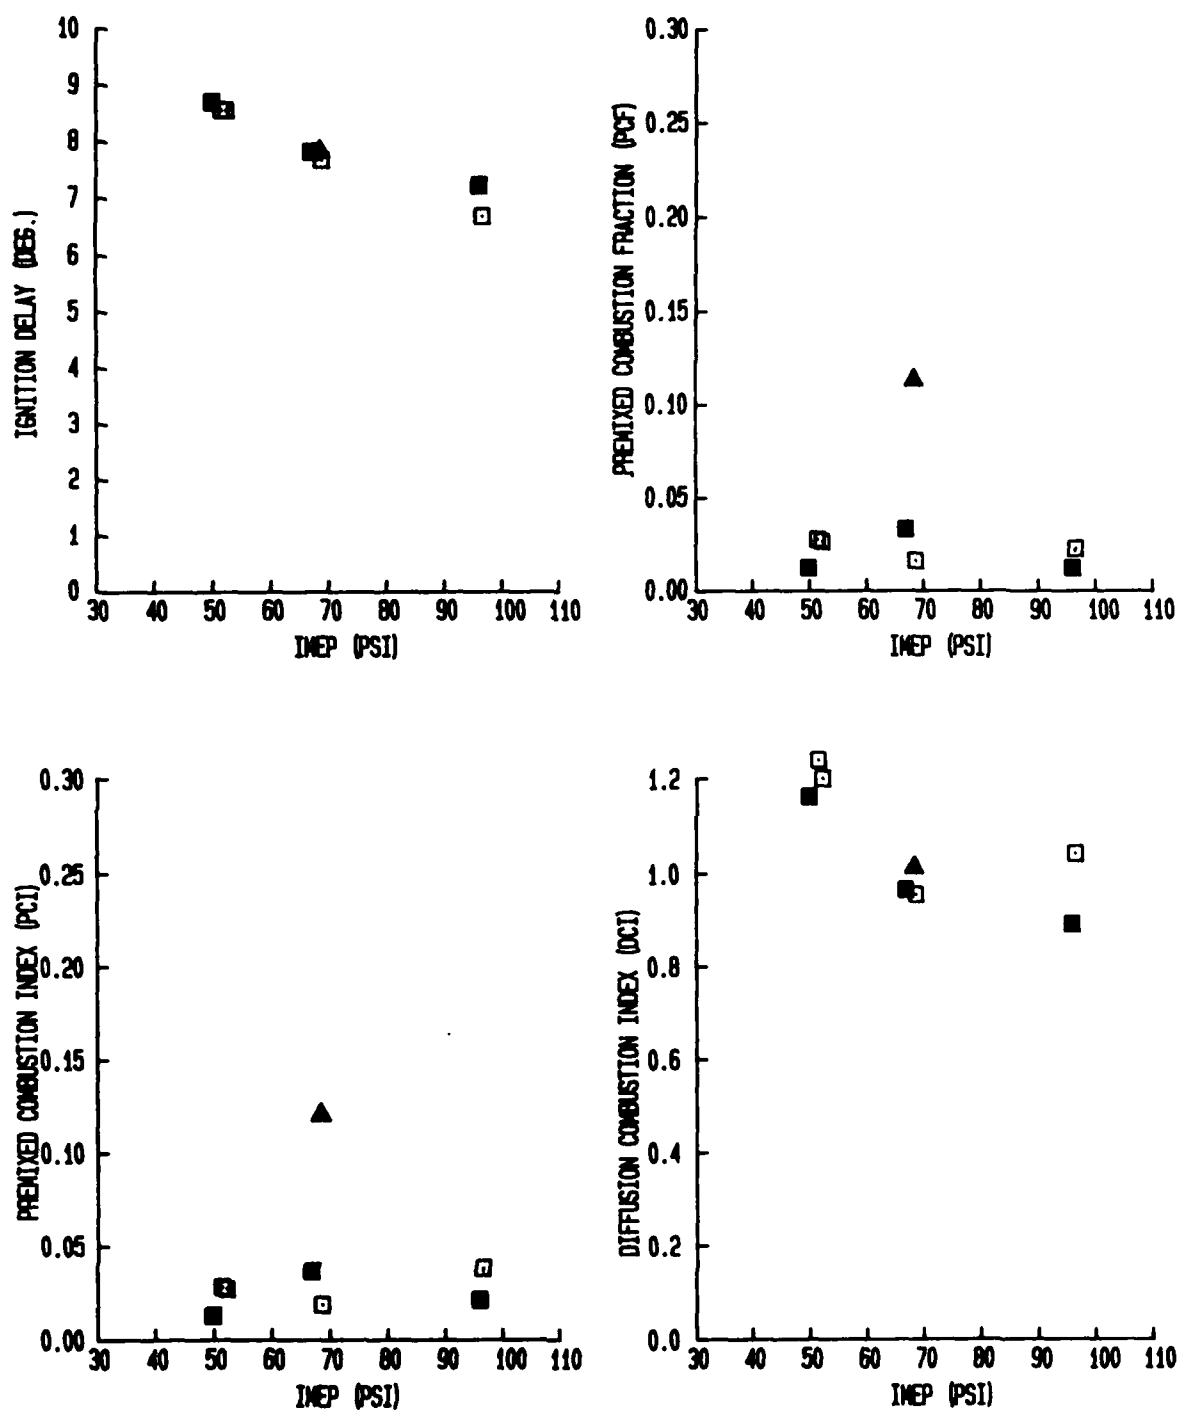 10
9
8
7
6
5
4
3
2
1
0
IGNITION DELAY (DEG.)
30 40 50 60 70 80 90 100 110
IMEP (PSI)
0.30
0.25
0.20
0.15
0.10
0.05
0.00
PREMIXED COMBUSTION FRACTION (PCF)
30 40 50 60 70 80 90 100 110
IMEP (PSI)
0.30
0.25
0.20
0.15
0.10
0.05
0.00
PREMIXED COMBUSTION INDEX (PCI)
30 40 50 60 70 80 90 100 110
IMEP (PSI)
1.2
1.0
0.8
0.6
0.4
0.2
0.0
DIFFUSION COMBUSTION INDEX (DCI)
30 40 50 60 70 80 90 100 110
IMEP (PSI)